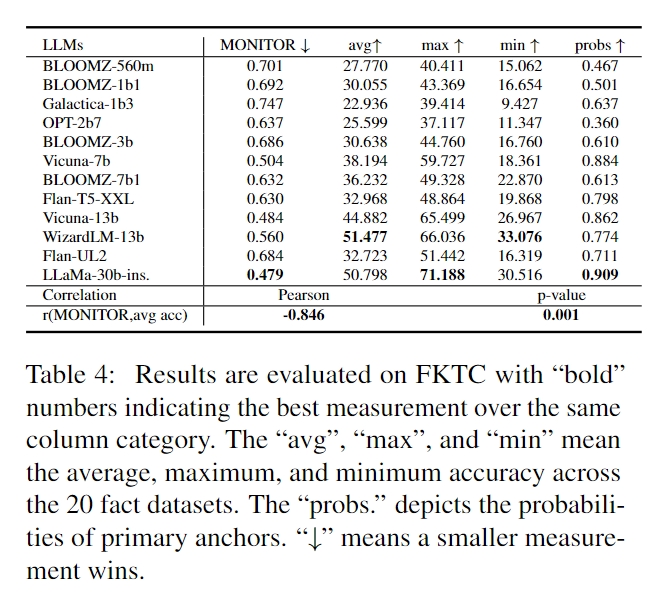 LLMs MONITOR ↓ avg↑ max ↑ min ↑ probs ↑
BLOOMZ-560m 0.701 27.770 40.411 15.062 0.467
BLOOMZ-1b1 0.692 30.055 43.369 16.654 0.501
Galactica-1b3 0.747 22.936 39.414 9.427 0.637
OPT-2b7 0.637 25.599 37.117 11.347 0.360
BLOOMZ-3b 0.686 30.638 44.760 16.760 0.610
Vicuna-7b 0.504 38.194 59.727 18.361 0.884
BLOOMZ-7b1 0.632 36.232 49.328 22.870 0.613
Flan-T5-XXL 0.630 32.968 48.864 19.868 0.798
Vicuna-13b 0.484 44.882 65.499 26.967 0.862
WizardLM-13b 0.560 51.477 66.036 33.076 0.774
Flan-UL2 0.684 32.723 51.442 16.319 0.711
LLaMa-30b-ins. 0.479 50.798 71.188 30.516 0.909
Correlation Pearson p-value
r(MONITOR,avg acc) -0.846 0.001
Table 4: Results are evaluated on FKTC with “bold”
numbers indicating the best measurement over the same
column category. The “avg”, “max”, and “min” mean
the average, maximum, and minimum accuracy across
the 20 fact datasets. The “probs.” depicts the probabili-
ties of primary anchors. “↓” means a smaller measure-
ment wins.